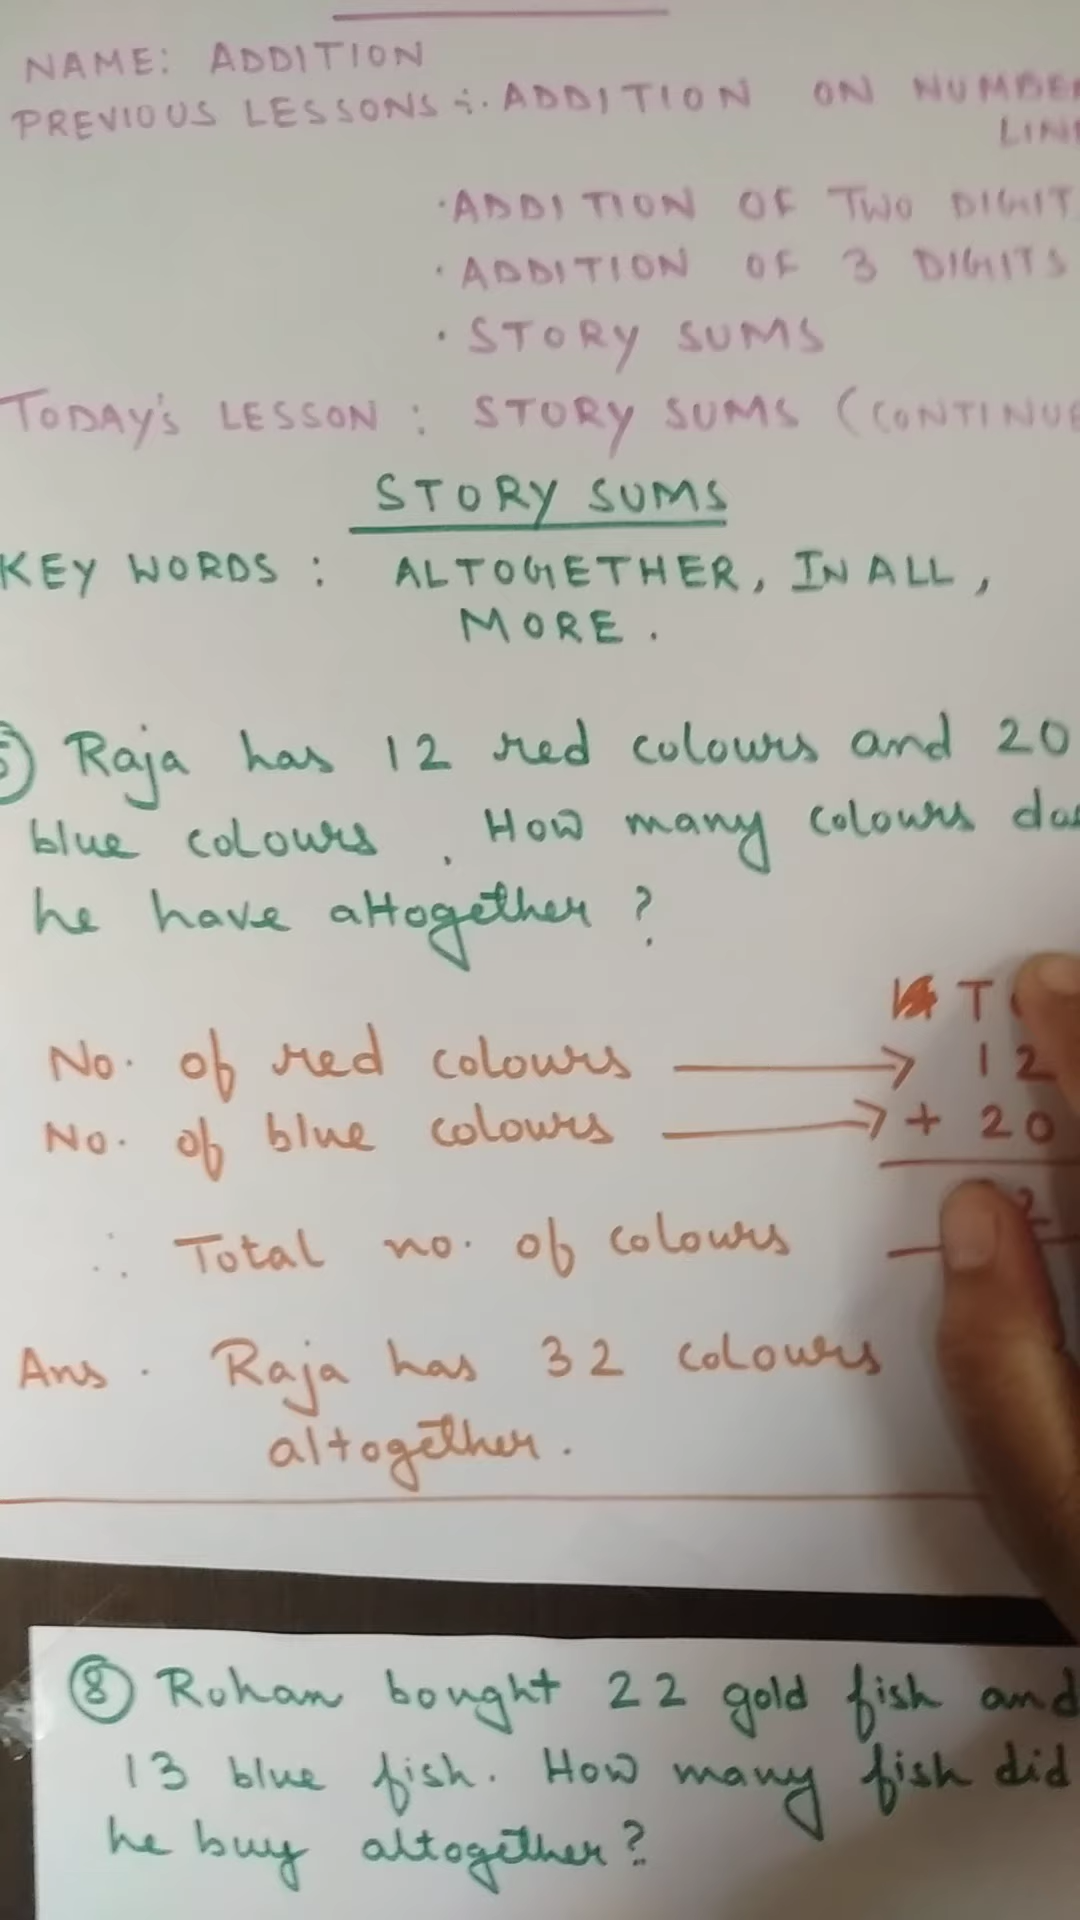 NAME: ADDITION
PREVIOUS LESSONS :· ADDITION ON NUMBER
LINE
· ADDITION OF TWO DIGIT
· ADDITION OF 3 DIGITS
· STORY SUMS
TODAY'S LESSON : STORY SUMS (CONTINUE
STORY SUMS
KEY WORDS : ALTOGETHER, IN ALL,
MORE.
Raja has 12 red colours and 20
blue colours. How many colours does
he have altogether?
T
No. of red colours → 12
No. of blue colours → + 20
∴ Total no. of colours 2
Ans. Raja has 32 colours
altogether.
⑧ Rohan bought 22 gold fish and
13 blue fish. How many fish did
he buy altogether?